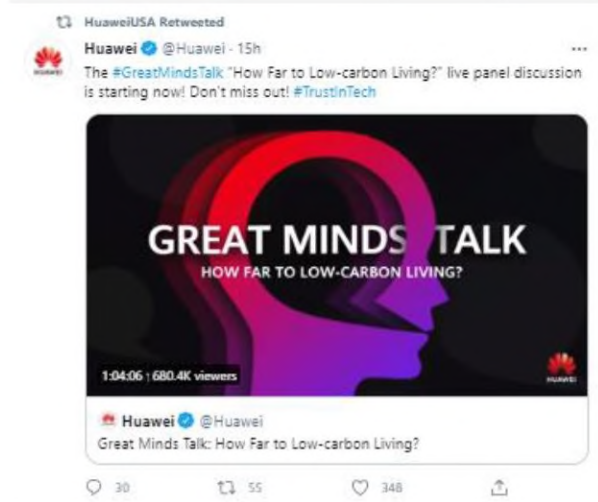 HuaweiUSA Retweeted
Huawei @Huawei · 15h
The #GreatMindsTalk "How Far to Low-carbon Living?" live panel discussion
is starting now! Don't miss out! #TrustInTech
GREAT MINDS TALK
HOW FAR TO LOW-CARBON LIVING?
1:04:06 | 680.4K viewers
HUAWEI
Huawei @Huawei
Great Minds Talk: How Far to Low-carbon Living?
30 55 348